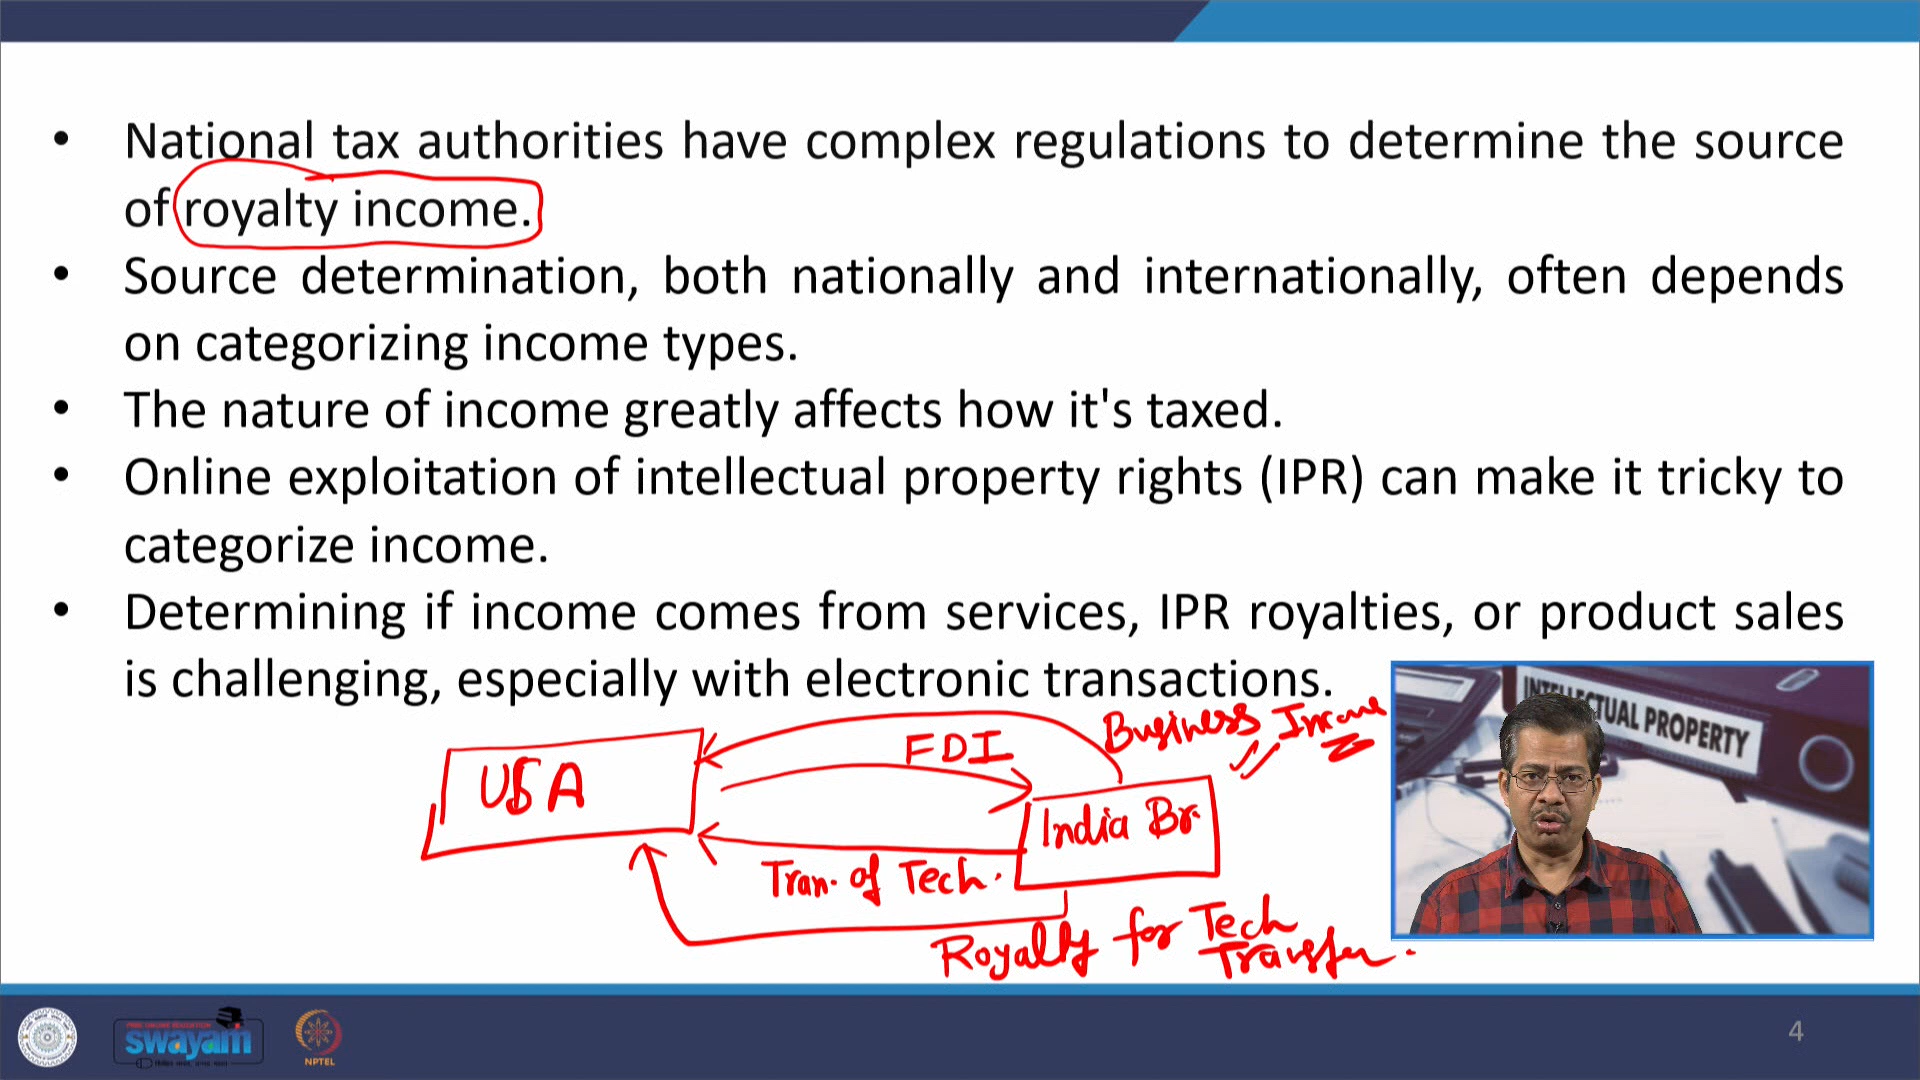 • National tax authorities have complex regulations to determine the source
of royalty income.
• Source determination, both nationally and internationally, often depends
on categorizing income types.
• The nature of income greatly affects how it's taxed.
• Online exploitation of intellectual property rights (IPR) can make it tricky to
categorize income.
• Determining if income comes from services, IPR royalties, or product sales
is challenging, especially with electronic transactions.
INTELLECTUAL PROPERTY
Business Income
FDI
USA
India Br.
Tran. of Tech.
Royalty for Tech
Transfer.
swayam
NPTEL
4